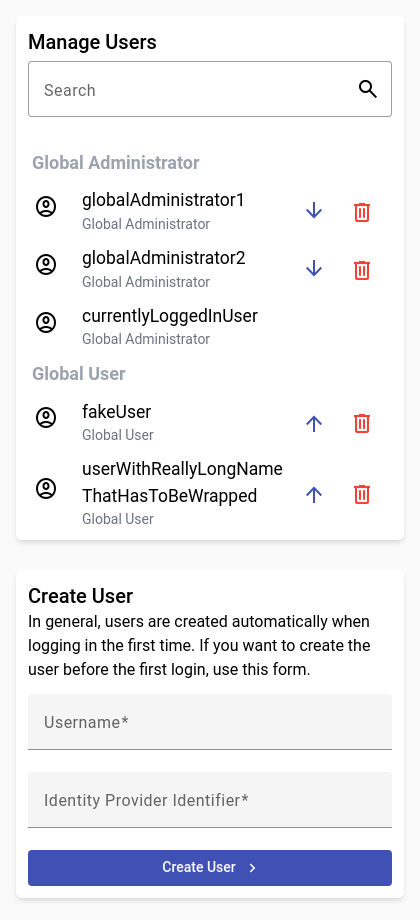 Manage Users
Search
Global Administrator
globalAdministrator1
Global Administrator
globalAdministrator2
Global Administrator
currentlyLoggedInUser
Global Administrator
Global User
fakeUser
Global User
userWithReallyLongName
ThatHasToBeWrapped
Global User
Create User
In general, users are created automatically when
logging in the first time. If you want to create the
user before the first login, use this form.
Username*
Identity Provider Identifier*
Create User